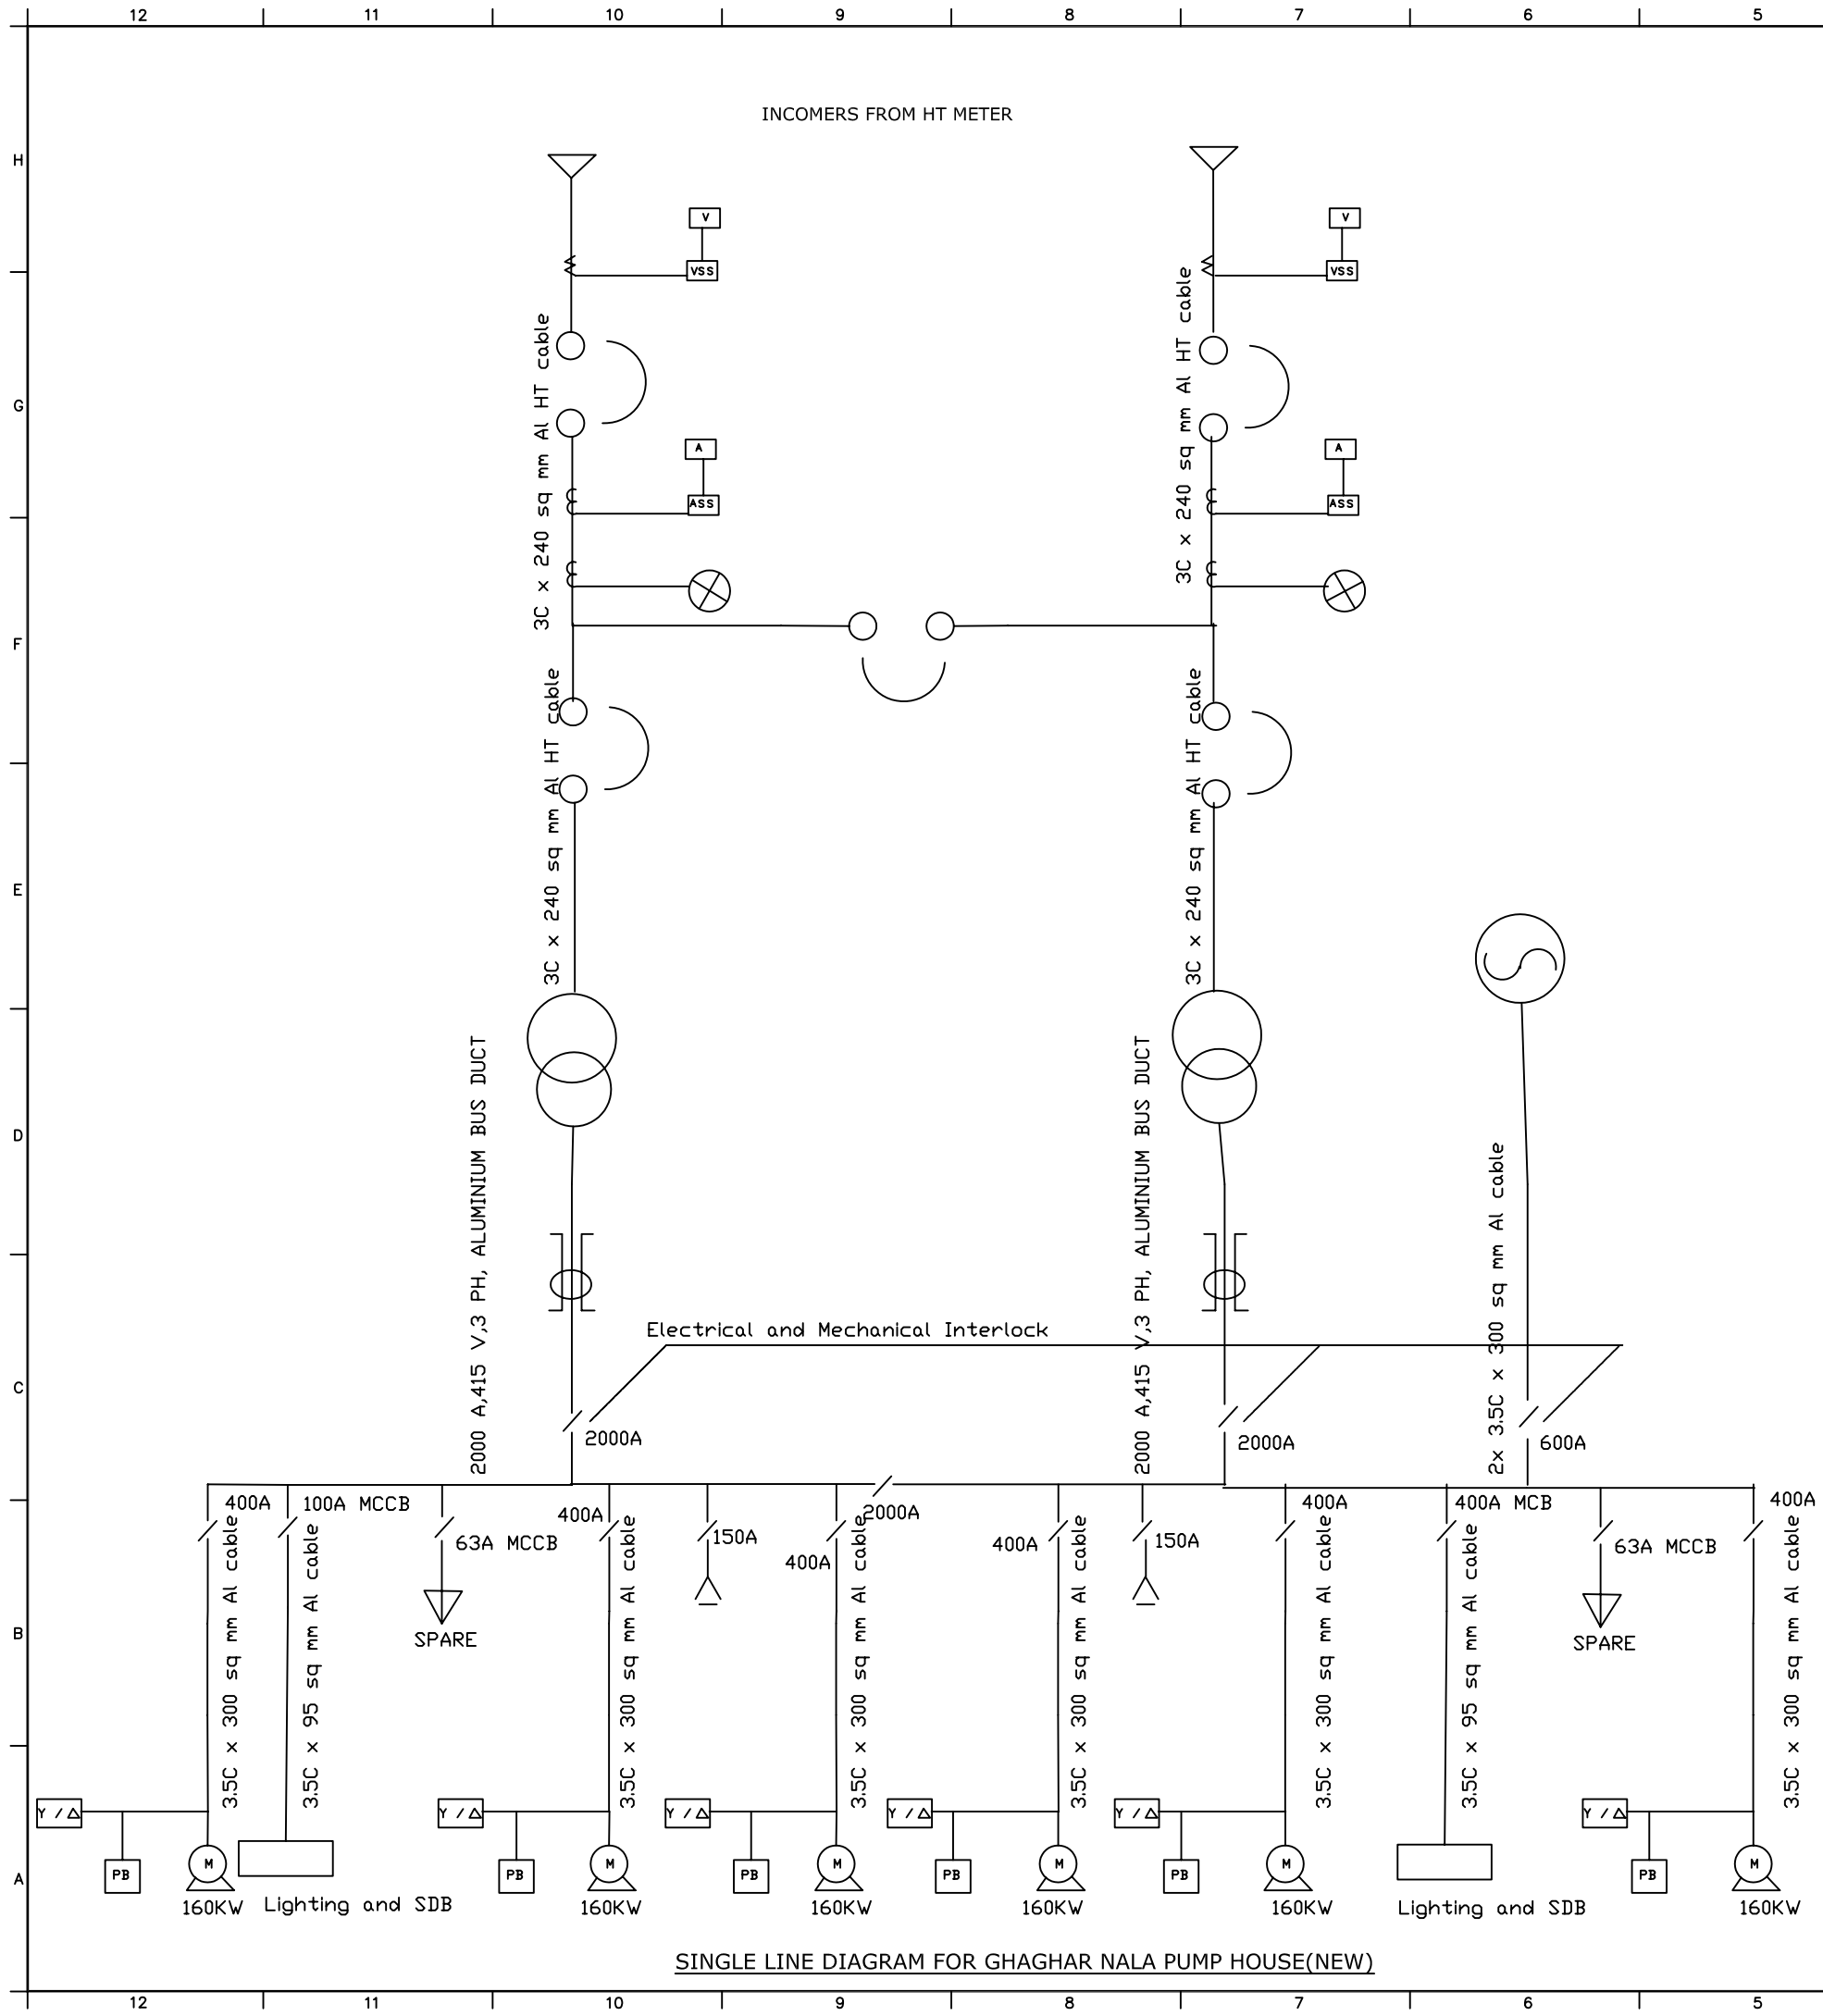 12 11 10 9 8 7 6 5
INCOMERS FROM HT METER
H
V
V
VSS
VSS
3C x 240 sq mm Al HT cable
3C x 240 sq mm Al HT cable
G
A
A
ASS
ASS
F
3C x 240 sq mm Al HT cable
3C x 240 sq mm Al HT cable
E
D
2000 A,415 V,3 PH, ALUMINIUM BUS DUCT
2000 A,415 V,3 PH, ALUMINIUM BUS DUCT
2x 3.5C x 300 sq mm Al cable
Electrical and Mechanical Interlock
C
2000A
2000A
600A
400A
100A MCCB
63A MCCB
400A
150A
400A
2000A
400A
150A
400A
400A MCB
63A MCCB
400A
B
SPARE
SPARE
3.5C x 300 sq mm Al cable
3.5C x 95 sq mm Al cable
3.5C x 300 sq mm Al cable
3.5C x 300 sq mm Al cable
3.5C x 300 sq mm Al cable
3.5C x 300 sq mm Al cable
3.5C x 95 sq mm Al cable
3.5C x 300 sq mm Al cable
Y / Δ
Y / Δ
Y / Δ
Y / Δ
Y / Δ
Y / Δ
A
PB
M
PB
M
PB
M
PB
M
PB
M
PB
M
160KW
Lighting and SDB
160KW
160KW
160KW
160KW
Lighting and SDB
160KW
SINGLE LINE DIAGRAM FOR GHAGHAR NALA PUMP HOUSE(NEW)
12 11 10 9 8 7 6 5